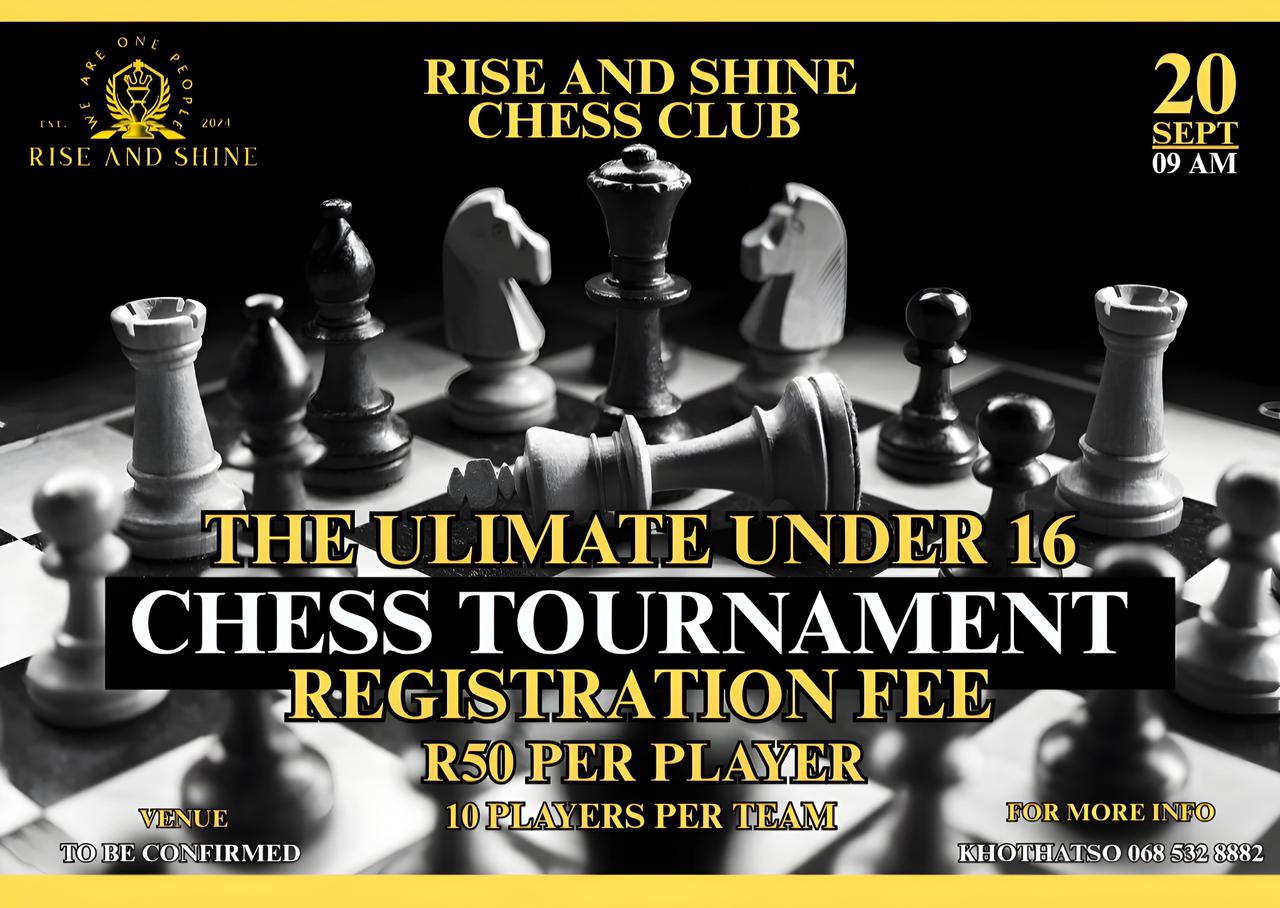 WE ARE ONE PEOPLE
EST. 2024
RISE AND SHINE
RISE AND SHINE
CHESS CLUB
20
SEPT
09 AM
THE ULIMATE UNDER 16
CHESS TOURNAMENT
REGISTRATION FEE
R50 PER PLAYER
10 PLAYERS PER TEAM
VENUE
TO BE CONFIRMED
FOR MORE INFO
KHOTHATSO 068 532 8882